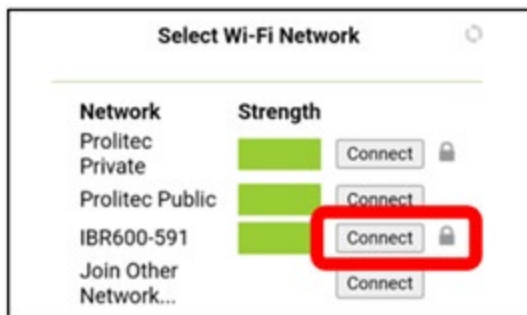 Select Wi-Fi Network
Network Strength
Prolitec
Private
Connect
Prolitec Public Connect
IBR600-591 Connect
Join Other
Network...
Connect